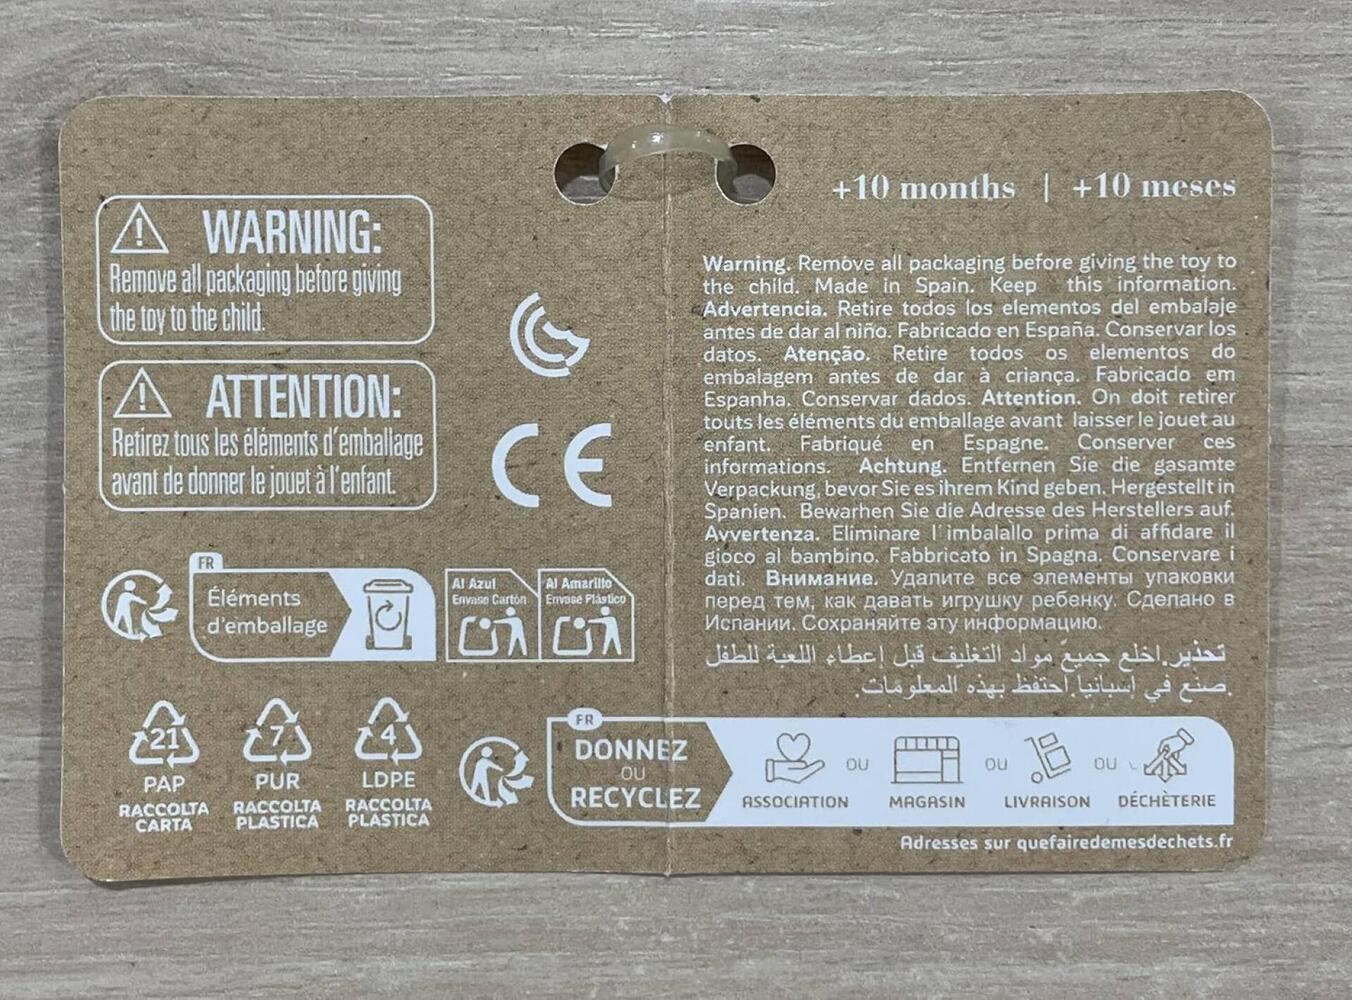 WARNING:
Remove all packaging before giving
the toy to the child.
ATTENTION:
Retirez tous les éléments d'emballage
avant de donner le jouet à l'enfant.
CE
FR
Éléments
d'emballage
Al Azul
Envase Cartón
Al Amarillo
Envase Plástico
21
PAP
RACCOLTA
CARTA
7
PUR
RACCOLTA
PLASTICA
4
LDPE
RACCOLTA
PLASTICA
+10 months | +10 meses
Warning. Remove all packaging before giving the toy to
the child. Made in Spain. Keep this information.
Advertencia. Retire todos los elementos del embalaje
antes de dar al niño. Fabricado en España. Conservar los
datos. Atenção. Retire todos os elementos do
embalagem antes de dar à criança. Fabricado em
Espanha. Conservar dados. Attention. On doit retirer
touts les éléments du emballage avant laisser le jouet au
enfant. Fabriqué en Espagne. Conserver ces
informations. Achtung. Entfernen Sie die gasamte
Verpackung, bevor Sie es ihrem Kind geben. Hergestellt in
Spanien. Bewarhen Sie die Adresse des Herstellers auf.
Avvertenza. Eliminare l´imbalallo prima di affidare il
gioco al bambino. Fabbricato in Spagna. Conservare i
dati. Внимание. Удалите все элементы упаковки
перед тем, как давать игрушку ребенку. Сделано в
Испании. Сохраняйте эту информацию.
تحذير. اخلع جميع مواد التغليف قبل إعطاء اللعبة للطفل
.صنع في إسبانيا. احتفظ بهذه المعلومات.
FR
DONNEZ
OU
RECYCLEZ
ASSOCIATION OU MAGASIN OU LIVRAISON OU DÉCHÈTERIE
Adresses sur quefairedemesdechets.fr